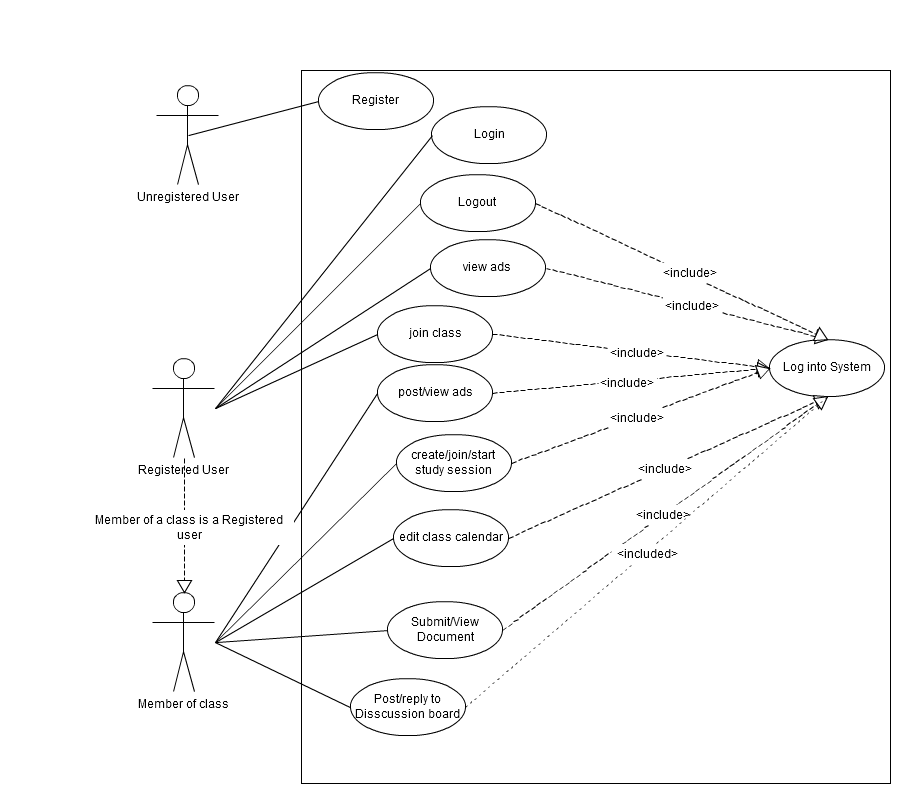 Register
Login
Unregistered User
Logout
view ads
<include>
<include>
join class
<include>
Log into System
<include>
post/view ads
<include>
create/join/start
study session
Registered User
<include>
Member of a class is a Registered
user
<include>
edit class calendar
<included>
Submit/View
Document
Member of class
Post/reply to
Disscussion board